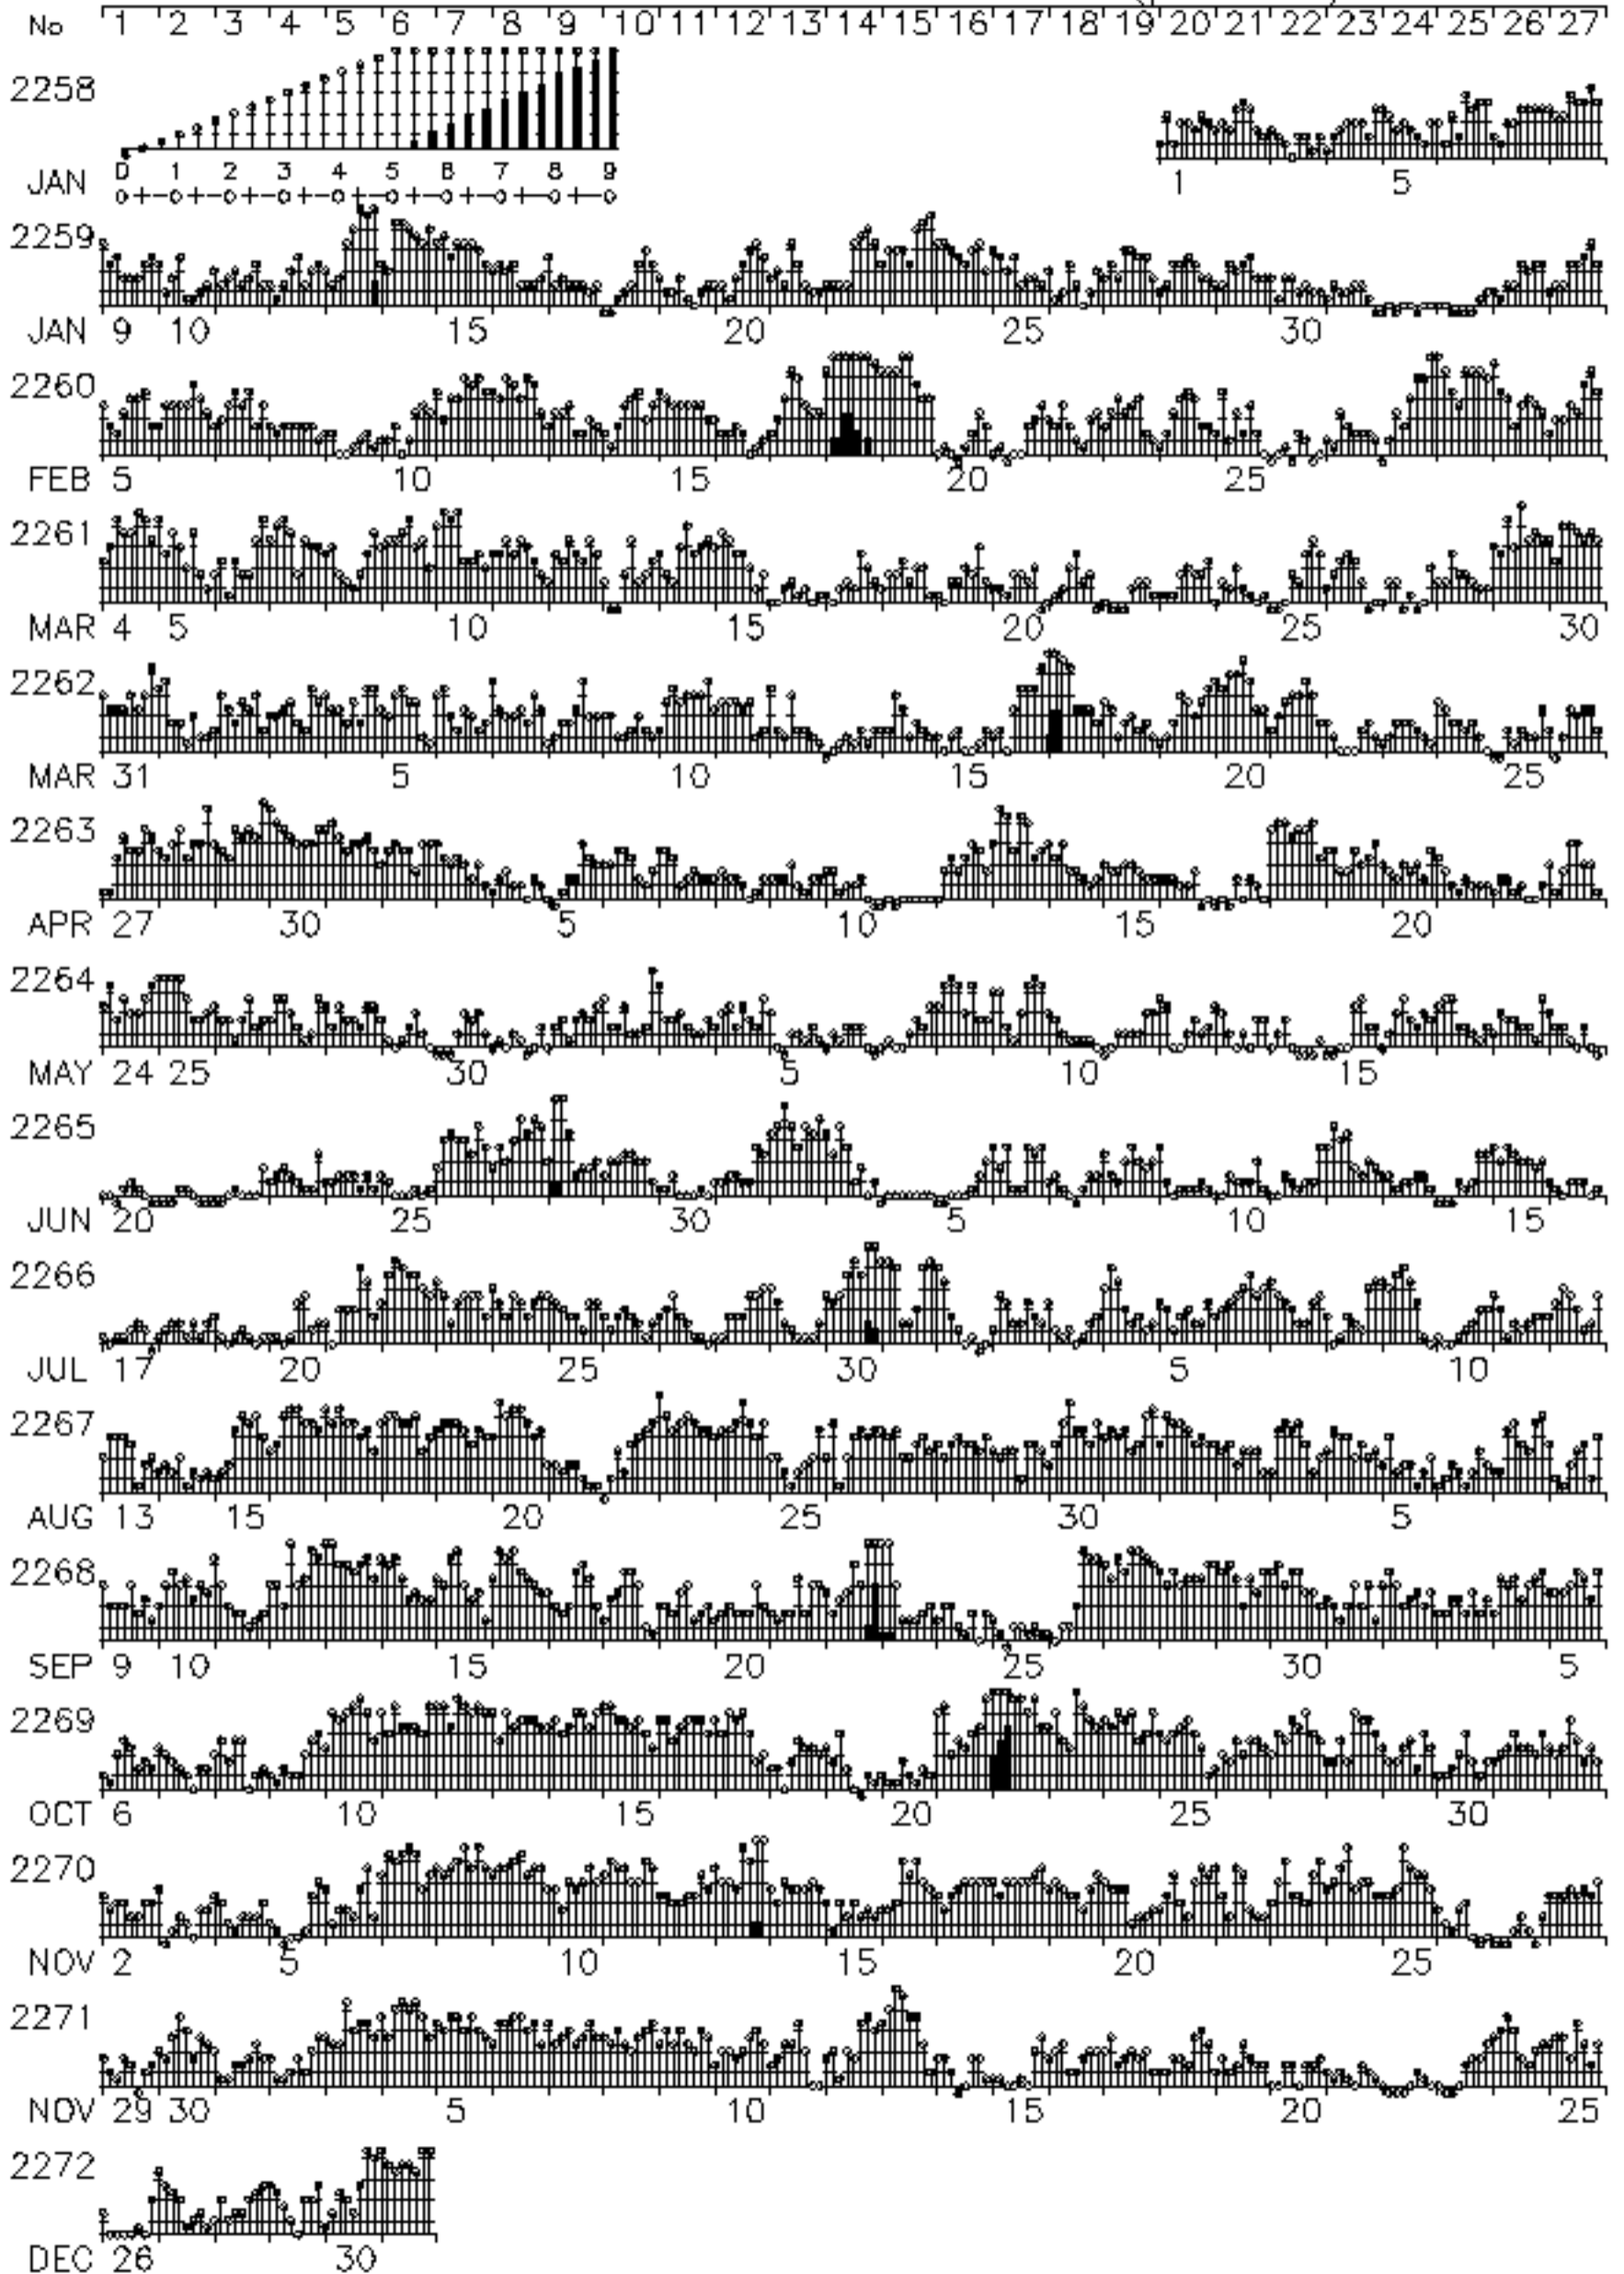 No 1 2 3 4 5 6 7 8 9 10 11 12 13 14 15 16 17 18 19 20 21 22 23 24 25 26 27
2258
0 1 2 3 4 5 6 7 8 9
JAN 1 5
o+-o+-o+-o+-o+-o+-o+-o+-o+-o
2259
JAN 9 10 15 20 25 30
2260
FEB 5 10 15 20 25
2261
MAR 4 5 10 15 20 25 30
2262
MAR 31 5 10 15 20 25
2263
APR 27 30 5 10 15 20
2264
MAY 24 25 30 5 10 15
2265
JUN 20 25 30 5 10 15
2266
JUL 17 20 25 30 5 10
2267
AUG 13 15 20 25 30 5
2268
SEP 9 10 15 20 25 30 5
2269
OCT 6 10 15 20 25 30
2270
NOV 2 5 10 15 20 25
2271
NOV 29 30 5 10 15 20 25
2272
DEC 26 30